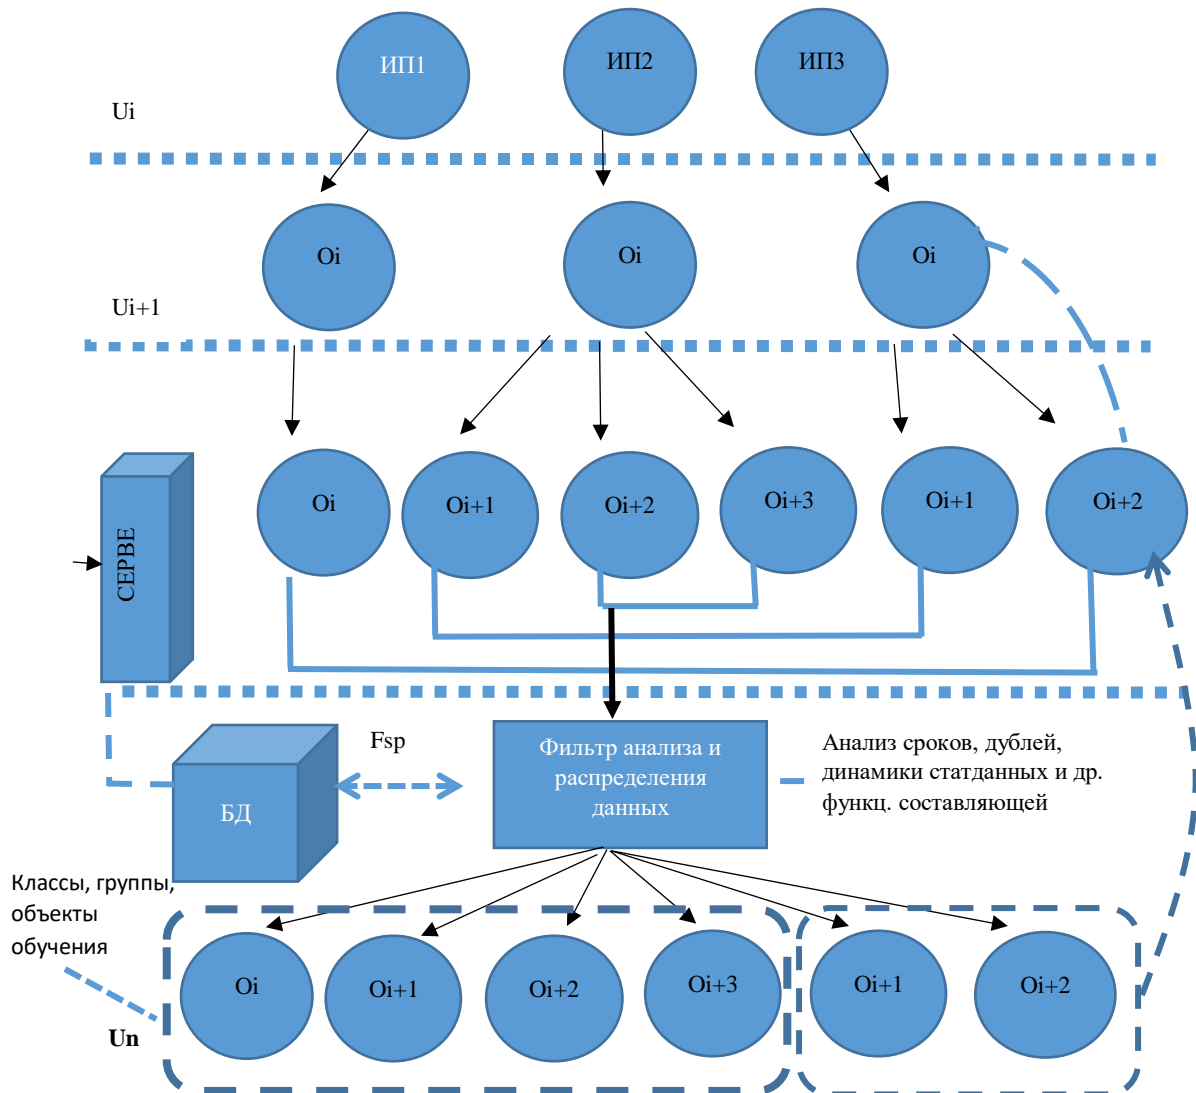 ИП1
ИП2
ИП3
Ui
Oi
Oi
Oi
Ui+1
Oi
Oi+1
Oi+2
Oi+3
Oi+1
Oi+2
СЕРВЕ
Fsp
БД
Фильтр анализа и
распределения
данных
Анализ сроков, дублей,
динамики статданных и др.
функц. составляющей
Классы, группы,
объекты
обучения
Oi
Oi+1
Oi+2
Oi+3
Oi+1
Oi+2
Un